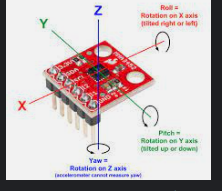 Z
Roll =
Rotation on X axis
(tilted right or left)
Y
X
Pitch =
Rotation on Y axis
(tilted up or down)
Yaw =
Rotation on Z axis
(accelerometer cannot measure yaw)